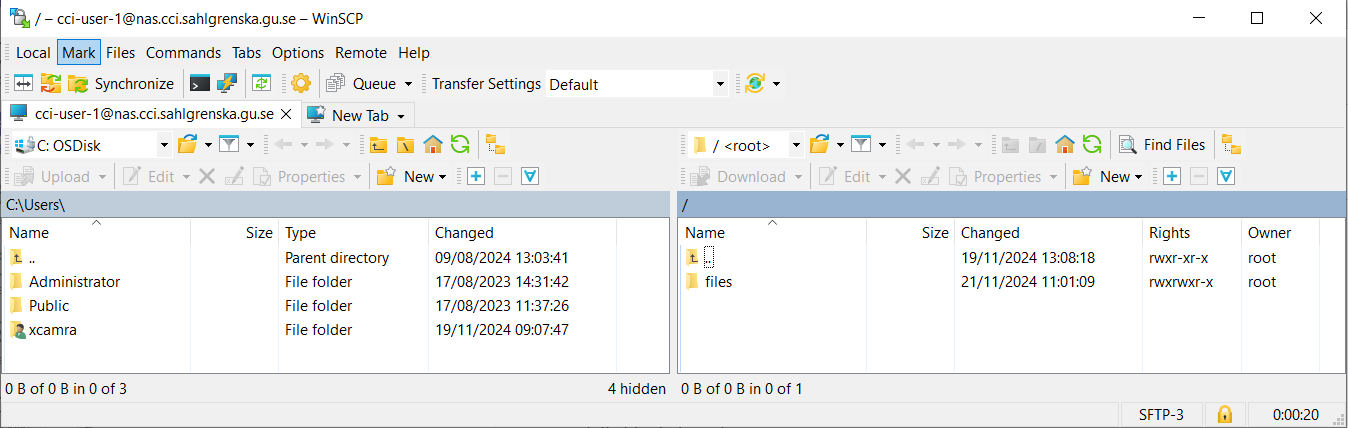 / – cci-user-1@nas.cci.sahlgrenska.gu.se – WinSCP
Local Mark Files Commands Tabs Options Remote Help
Synchronize Queue Transfer Settings Default
cci-user-1@nas.cci.sahlgrenska.gu.se New Tab
C: OSDisk / <root> Find Files
Upload Edit Properties New Download Edit Properties New
C:\Users\ /
Name Size Type Changed Name Size Changed Rights Owner
.. Parent directory 09/08/2024 13:03:41 .. 19/11/2024 13:08:18 rwxr-xr-x root
Administrator File folder 17/08/2023 14:31:42 files 21/11/2024 11:01:09 rwxrwxr-x root
Public File folder 17/08/2023 11:37:26
xcamra File folder 19/11/2024 09:07:47
0 B of 0 B in 0 of 3 4 hidden 0 B of 0 B in 0 of 1
SFTP-3 0:00:20